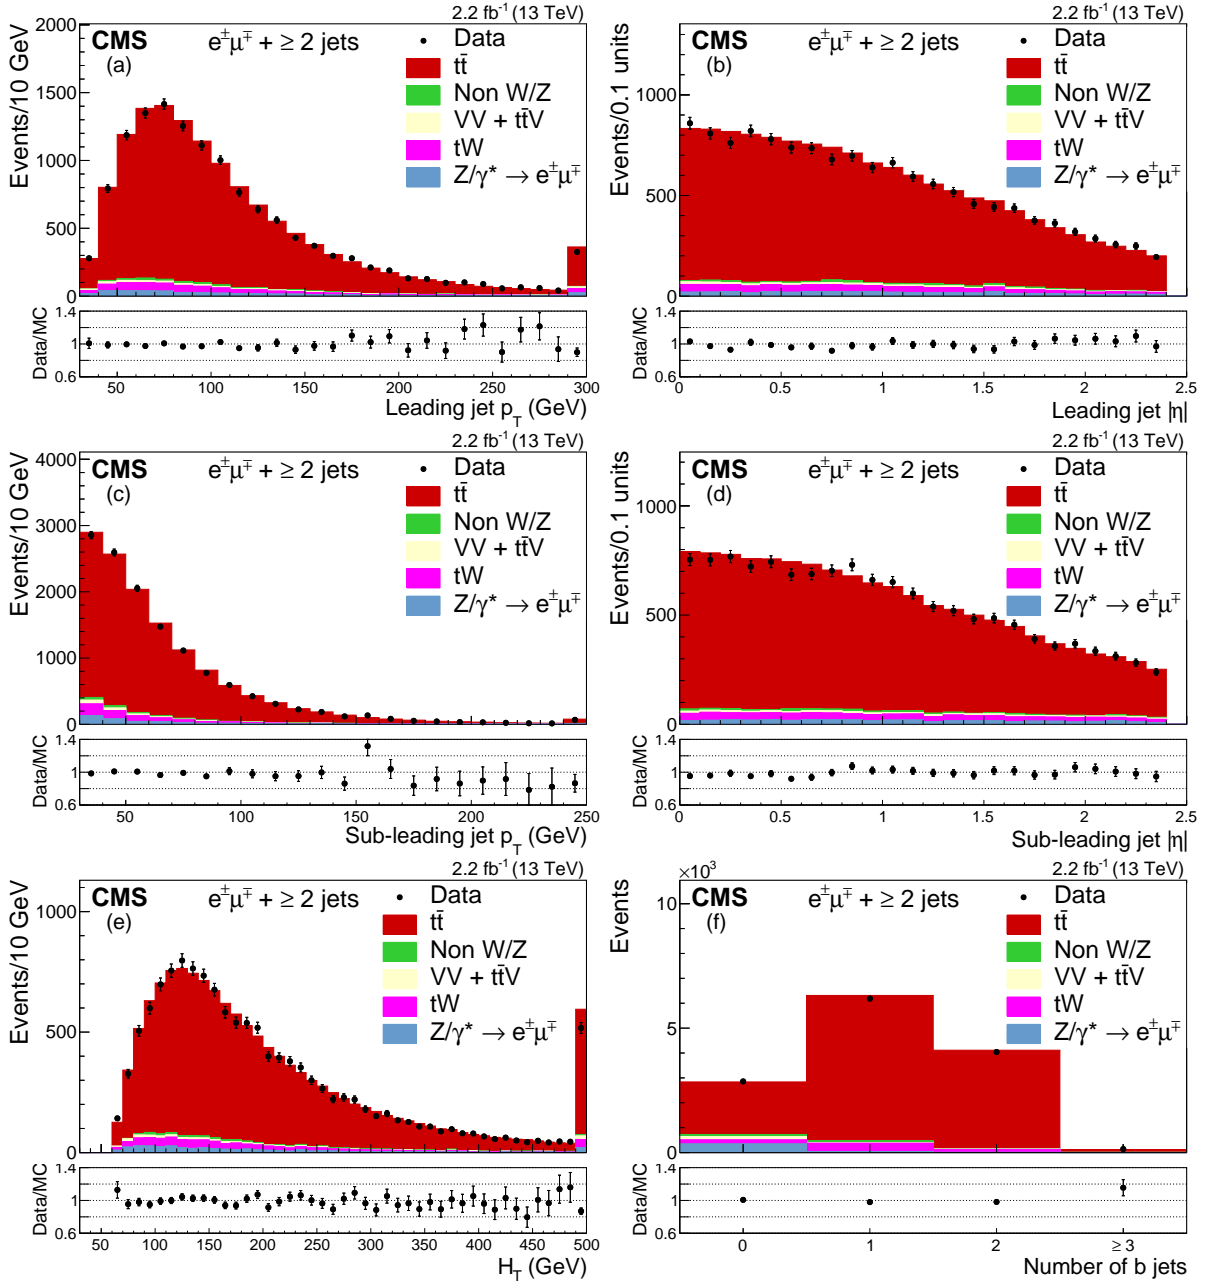 2.2 fb⁻¹ (13 TeV)
Events/10 GeV
2000
1500
1000
500
0
CMS
(a)
e±μ∓ + ≥ 2 jets
Data
tt̄
Non W/Z
VV + tt̄V
tW
Z/γ* → e±μ∓
Data/MC
1.4
1
0.6
50 100 150 200 250 300
Leading jet p_T (GeV)
2.2 fb⁻¹ (13 TeV)
Events/0.1 units
1000
500
0
CMS
(b)
e±μ∓ + ≥ 2 jets
Data
tt̄
Non W/Z
VV + tt̄V
tW
Z/γ* → e±μ∓
Data/MC
1.4
1
0.6
0 0.5 1 1.5 2 2.5
Leading jet |η|
2.2 fb⁻¹ (13 TeV)
Events/10 GeV
4000
3000
2000
1000
0
CMS
(c)
e±μ∓ + ≥ 2 jets
Data
tt̄
Non W/Z
VV + tt̄V
tW
Z/γ* → e±μ∓
Data/MC
1.4
1
0.6
50 100 150 200 250
Sub-leading jet p_T (GeV)
2.2 fb⁻¹ (13 TeV)
Events/0.1 units
1000
500
0
CMS
(d)
e±μ∓ + ≥ 2 jets
Data
tt̄
Non W/Z
VV + tt̄V
tW
Z/γ* → e±μ∓
Data/MC
1.4
1
0.6
0 0.5 1 1.5 2 2.5
Sub-leading jet |η|
2.2 fb⁻¹ (13 TeV)
Events/10 GeV
1000
500
0
CMS
(e)
e±μ∓ + ≥ 2 jets
Data
tt̄
Non W/Z
VV + tt̄V
tW
Z/γ* → e±μ∓
Data/MC
1.4
1
0.6
50 100 150 200 250 300 350 400 450 500
H_T (GeV)
×10³
2.2 fb⁻¹ (13 TeV)
Events
6
3
0
CMS
(f)
e±μ∓ + ≥ 2 jets
Data
tt̄
Non W/Z
VV + tt̄V
tW
Z/γ* → e±μ∓
Data/MC
1.4
1
0.6
0 1 2 ≥ 3
Number of b jets